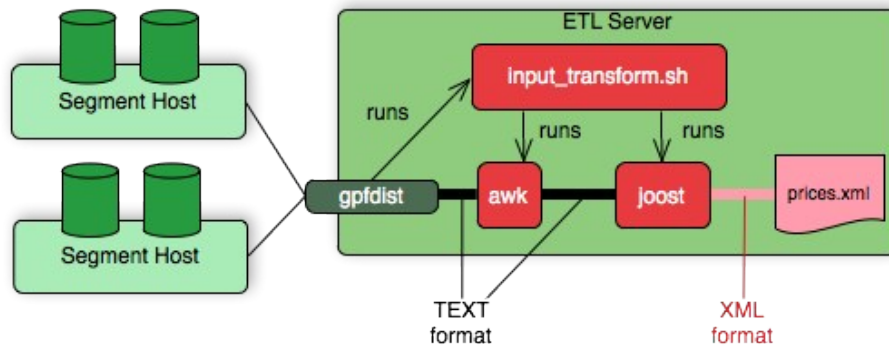 ETL Server
input_transform.sh
Segment Host
runs
runs
runs
gpfdist
awk
joost
prices.xml
Segment Host
TEXT
format
XML
format